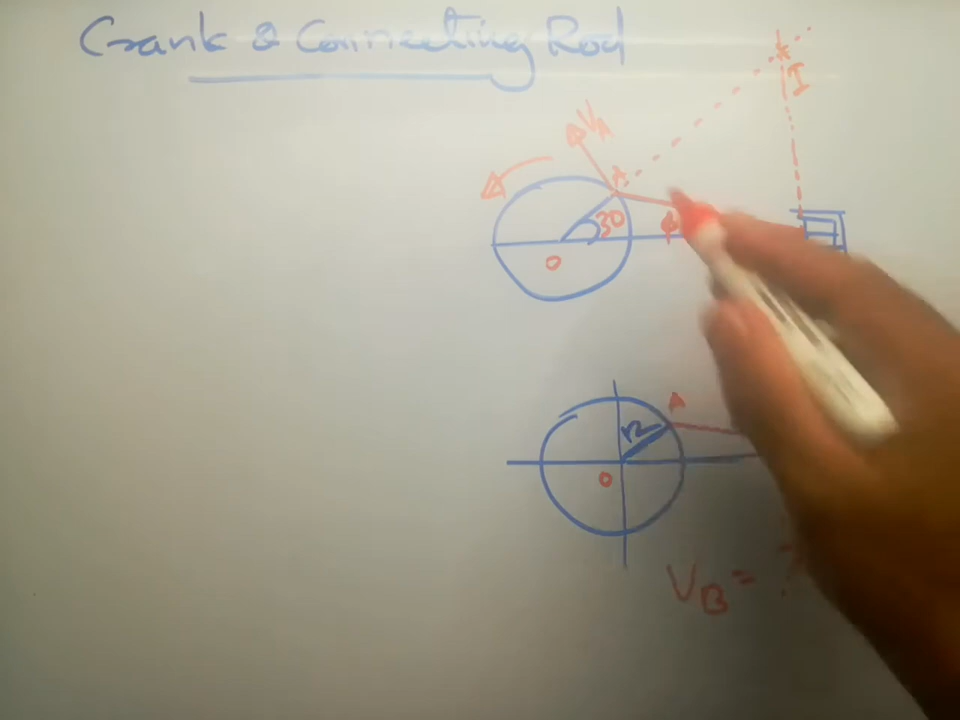 Crank & Connecting Rod
I
VA
A
30
φ
O
A
r
O
VB = ?